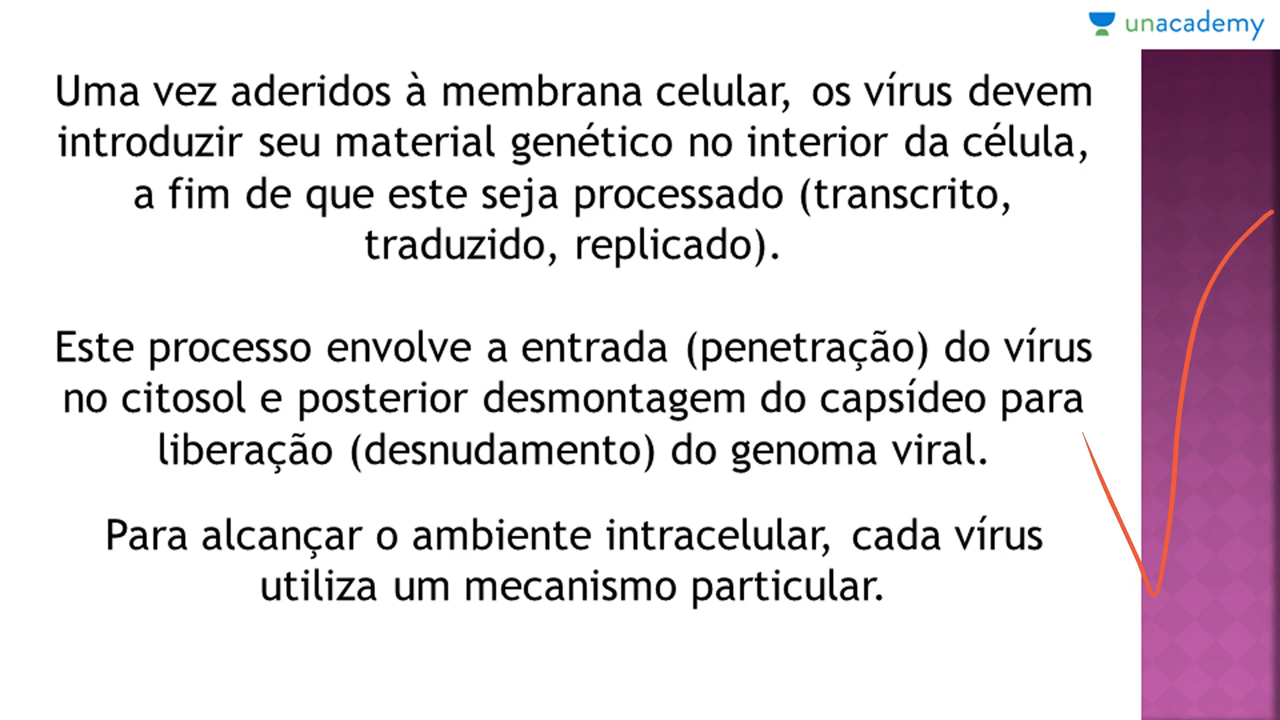 unacademy
Uma vez aderidos à membrana celular, os vírus devem
introduzir seu material genético no interior da célula,
a fim de que este seja processado (transcrito,
traduzido, replicado).
Este processo envolve a entrada (penetração) do vírus
no citosol e posterior desmontagem do capsídeo para
liberação (desnudamento) do genoma viral.
Para alcançar o ambiente intracelular, cada vírus
utiliza um mecanismo particular.